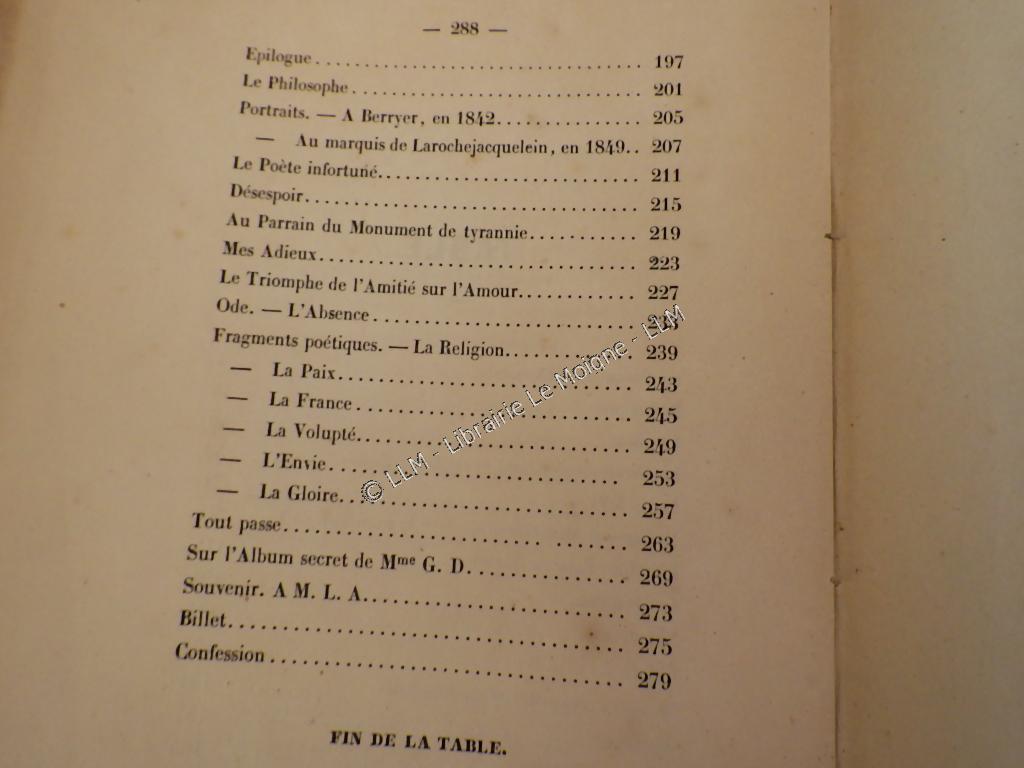 — 288 —
Epilogue.................................. 197
Le Philosophe.............................. 201
Portraits. — A Berryer, en 1842............... 205
— Au marquis de Larochejacquelein, en 1849.. 207
Le Poète infortuné.......................... 211
Désespoir.................................. 215
Au Parrain du Monument de tyrannie........... 219
Mes Adieux................................ 223
Le Triomphe de l'Amitié sur l'Amour............ 227
Ode. — L'Absence..........................
Fragments poétiques. — La Religion............. 239
— La Paix.............................. 243
— La France............................ 245
— La Volupté........................... 249
— L'Envie............................. 253
— La Gloire............................ 257
Tout passe................................. 263
Sur l'Album secret de Mme G. D................ 269
Souvenir. A M. L. A.......................... 273
Billet....................................... 275
Confession.................................. 279
FIN DE LA TABLE.
© LLM - Librairie Le Moigne - LLM